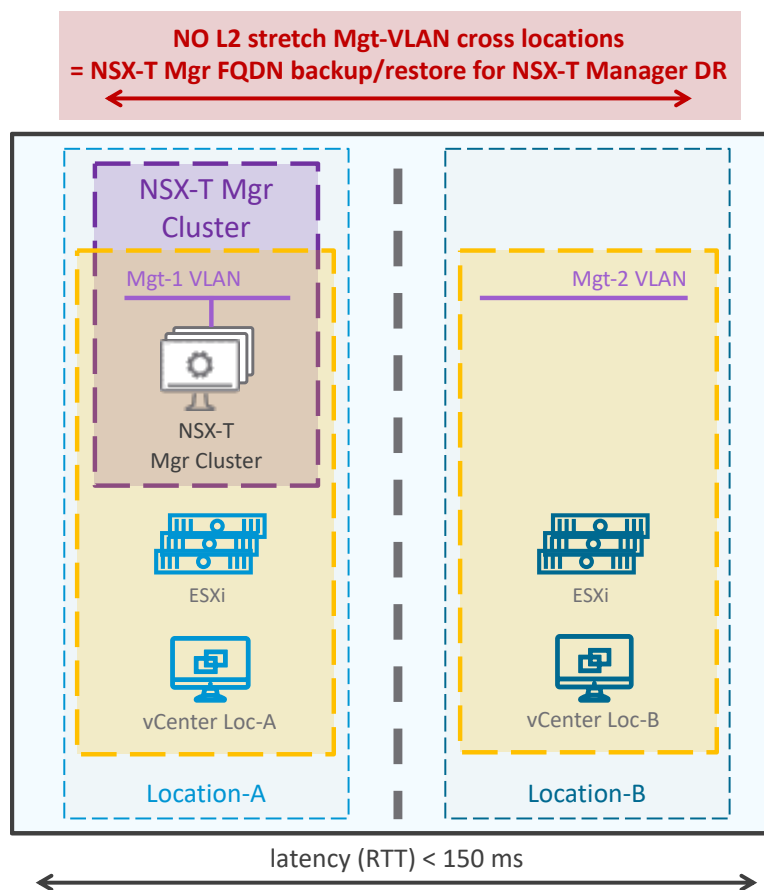 NO L2 stretch Mgt-VLAN cross locations
= NSX-T Mgr FQDN backup/restore for NSX-T Manager DR
NSX-T Mgr
Cluster
Mgt-1 VLAN
NSX-T
Mgr Cluster
ESXi
vCenter Loc-A
Location-A
Mgt-2 VLAN
ESXi
vCenter Loc-B
Location-B
latency (RTT) < 150 ms